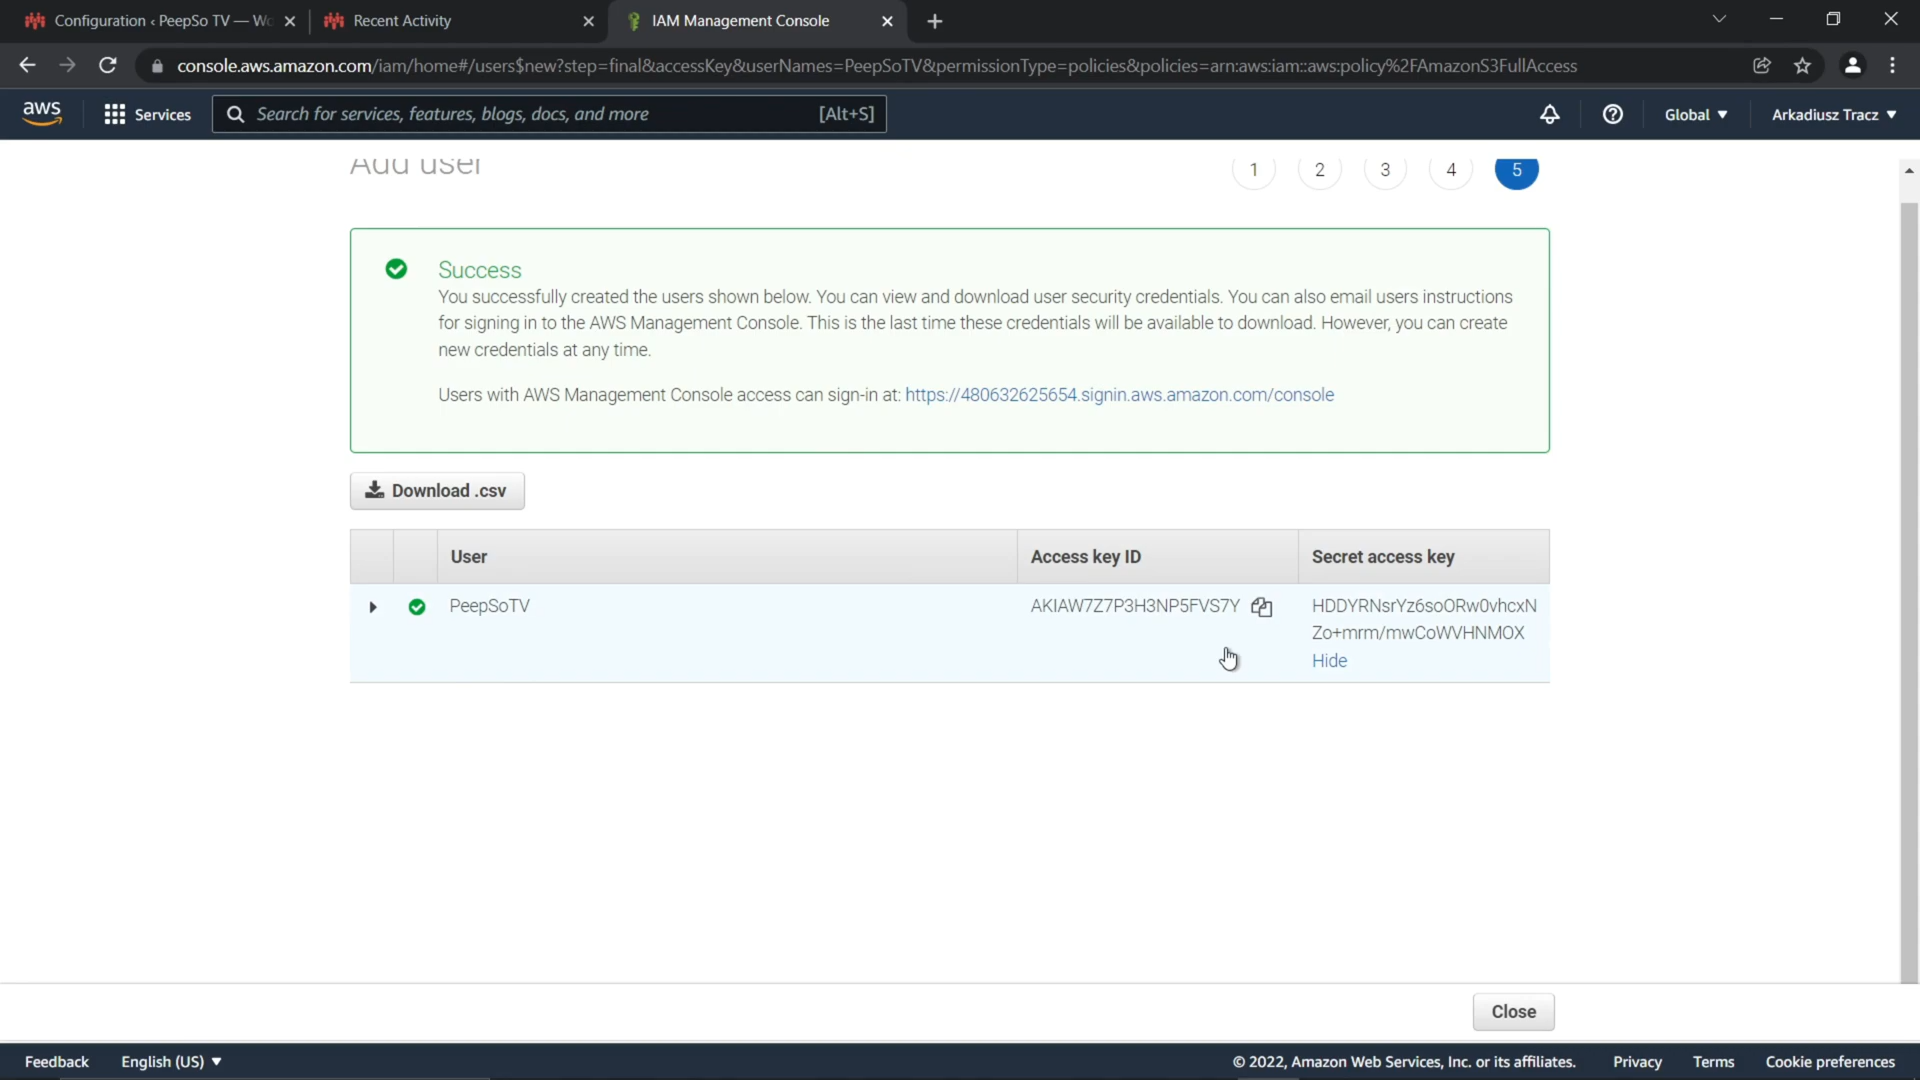 Configuration ‹ PeepSo TV — Wo
Recent Activity
IAM Management Console
console.aws.amazon.com/iam/home#/users$new?step=final&accessKey&userNames=PeepSoTV&permissionType=policies&policies=arn:aws:iam::aws:policy%2FAmazonS3FullAccess
aws
Services
Search for services, features, blogs, docs, and more
[Alt+S]
Global
Arkadiusz Tracz
Add user
1 2 3 4 5
Success
You successfully created the users shown below. You can view and download user security credentials. You can also email users instructions
for signing in to the AWS Management Console. This is the last time these credentials will be available to download. However, you can create
new credentials at any time.
Users with AWS Management Console access can sign-in at: https://480632625654.signin.aws.amazon.com/console
Download .csv
User
Access key ID
Secret access key
PeepSoTV
AKIAW7Z7P3H3NP5FVS7Y
HDDYRNsrYz6soORw0vhcxN
Zo+mrm/mwCoWVHNMOX
Hide
Close
Feedback
English (US)
© 2022, Amazon Web Services, Inc. or its affiliates.
Privacy
Terms
Cookie preferences